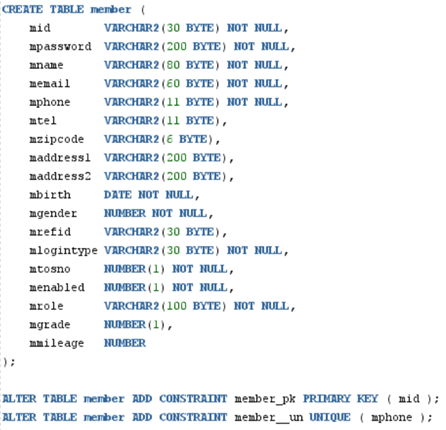 CREATE TABLE member (
    mid        VARCHAR2(30 BYTE) NOT NULL,
    mpassword  VARCHAR2(200 BYTE) NOT NULL,
    mname      VARCHAR2(80 BYTE) NOT NULL,
    memail     VARCHAR2(60 BYTE) NOT NULL,
    mphone     VARCHAR2(11 BYTE) NOT NULL,
    mtel       VARCHAR2(11 BYTE),
    mzipcode   VARCHAR2(6 BYTE),
    maddress1  VARCHAR2(200 BYTE),
    maddress2  VARCHAR2(200 BYTE),
    mbirth     DATE NOT NULL,
    mgender    NUMBER NOT NULL,
    mrefid     VARCHAR2(30 BYTE),
    mlogintype VARCHAR2(30 BYTE) NOT NULL,
    mtosno     NUMBER(1) NOT NULL,
    menabled   NUMBER(1) NOT NULL,
    mrole      VARCHAR2(100 BYTE) NOT NULL,
    mgrade     NUMBER(1),
    mmileage   NUMBER
);
ALTER TABLE member ADD CONSTRAINT member_pk PRIMARY KEY ( mid );
ALTER TABLE member ADD CONSTRAINT member__un UNIQUE ( mphone );